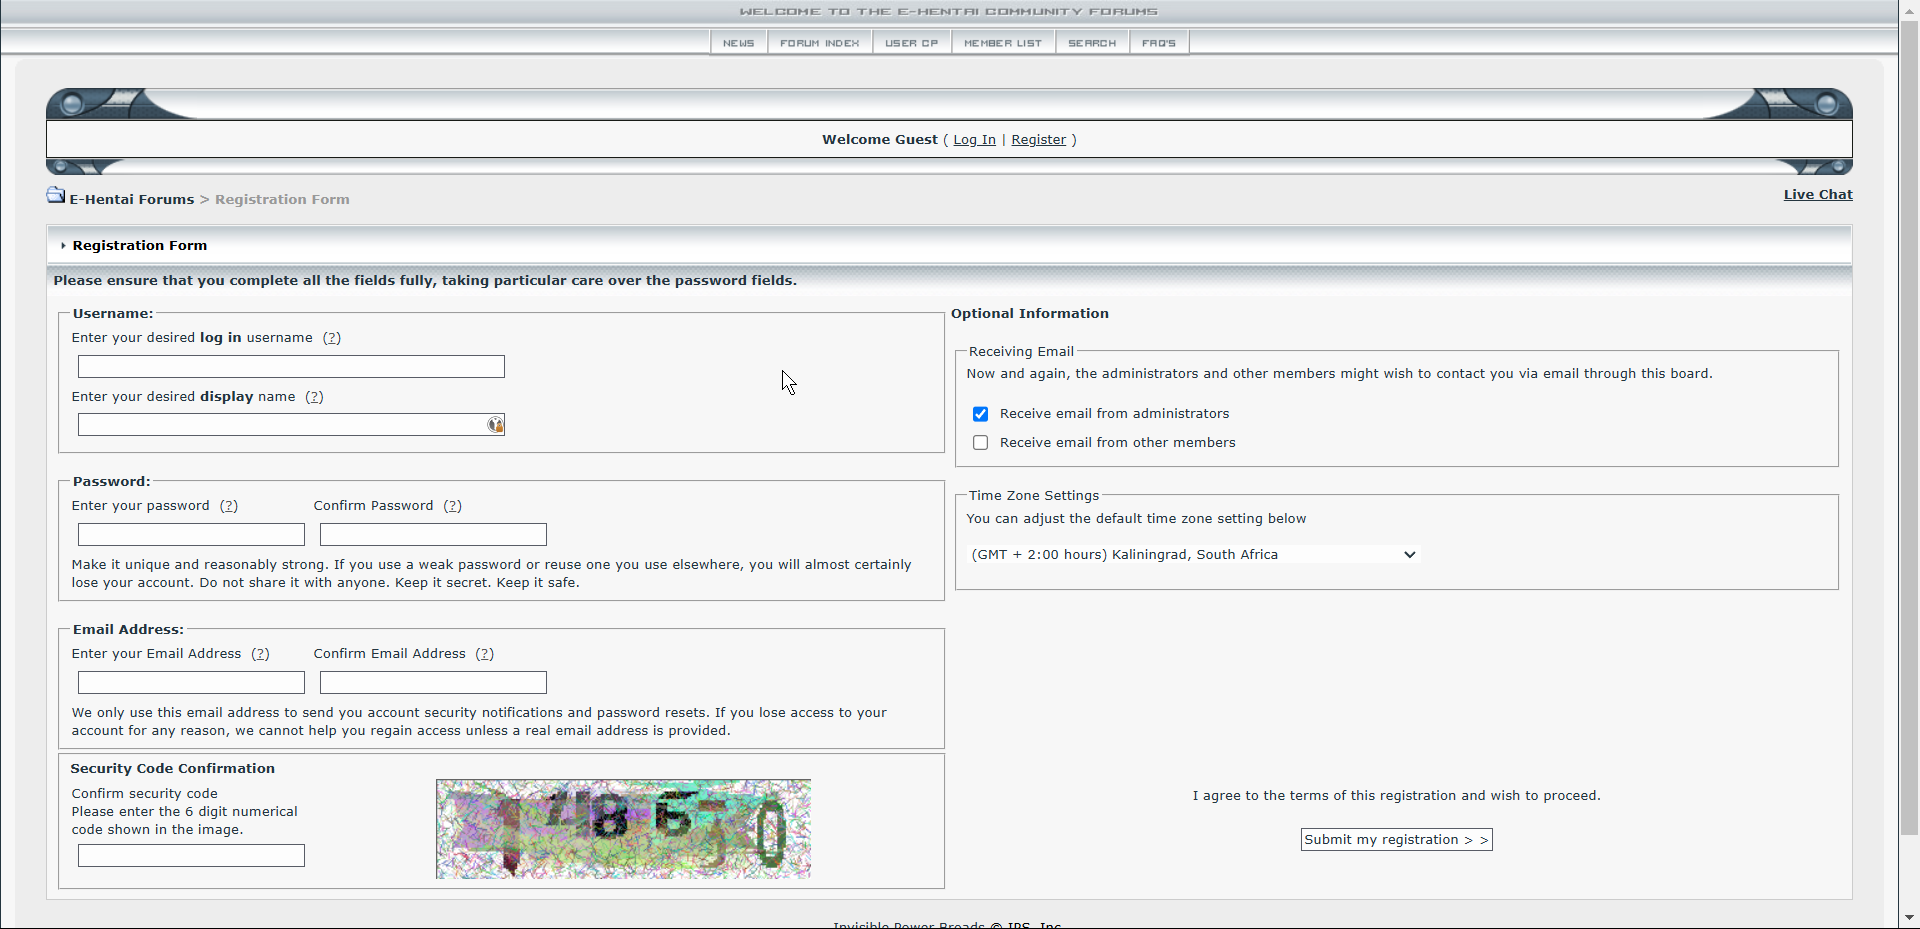 WELCOME TO THE E-HENTAI COMMUNITY FORUMS
NEWS
FORUM INDEX
USER CP
MEMBER LIST
SEARCH
FAQ'S
Welcome Guest ( Log In | Register )
E-Hentai Forums > Registration Form
Live Chat
Registration Form
Please ensure that you complete all the fields fully, taking particular care over the password fields.
Username:
Enter your desired log in username (?)
Enter your desired display name (?)
Password:
Enter your password (?)
Confirm Password (?)
Make it unique and reasonably strong. If you use a weak password or reuse one you use elsewhere, you will almost certainly
lose your account. Do not share it with anyone. Keep it secret. Keep it safe.
Email Address:
Enter your Email Address (?)
Confirm Email Address (?)
We only use this email address to send you account security notifications and password resets. If you lose access to your
account for any reason, we cannot help you regain access unless a real email address is provided.
Security Code Confirmation
Confirm security code
Please enter the 6 digit numerical
code shown in the image.
Optional Information
Receiving Email
Now and again, the administrators and other members might wish to contact you via email through this board.
Receive email from administrators
Receive email from other members
Time Zone Settings
You can adjust the default time zone setting below
(GMT + 2:00 hours) Kaliningrad, South Africa
I agree to the terms of this registration and wish to proceed.
Submit my registration > >
Invisible Power Broads © IPS, Inc